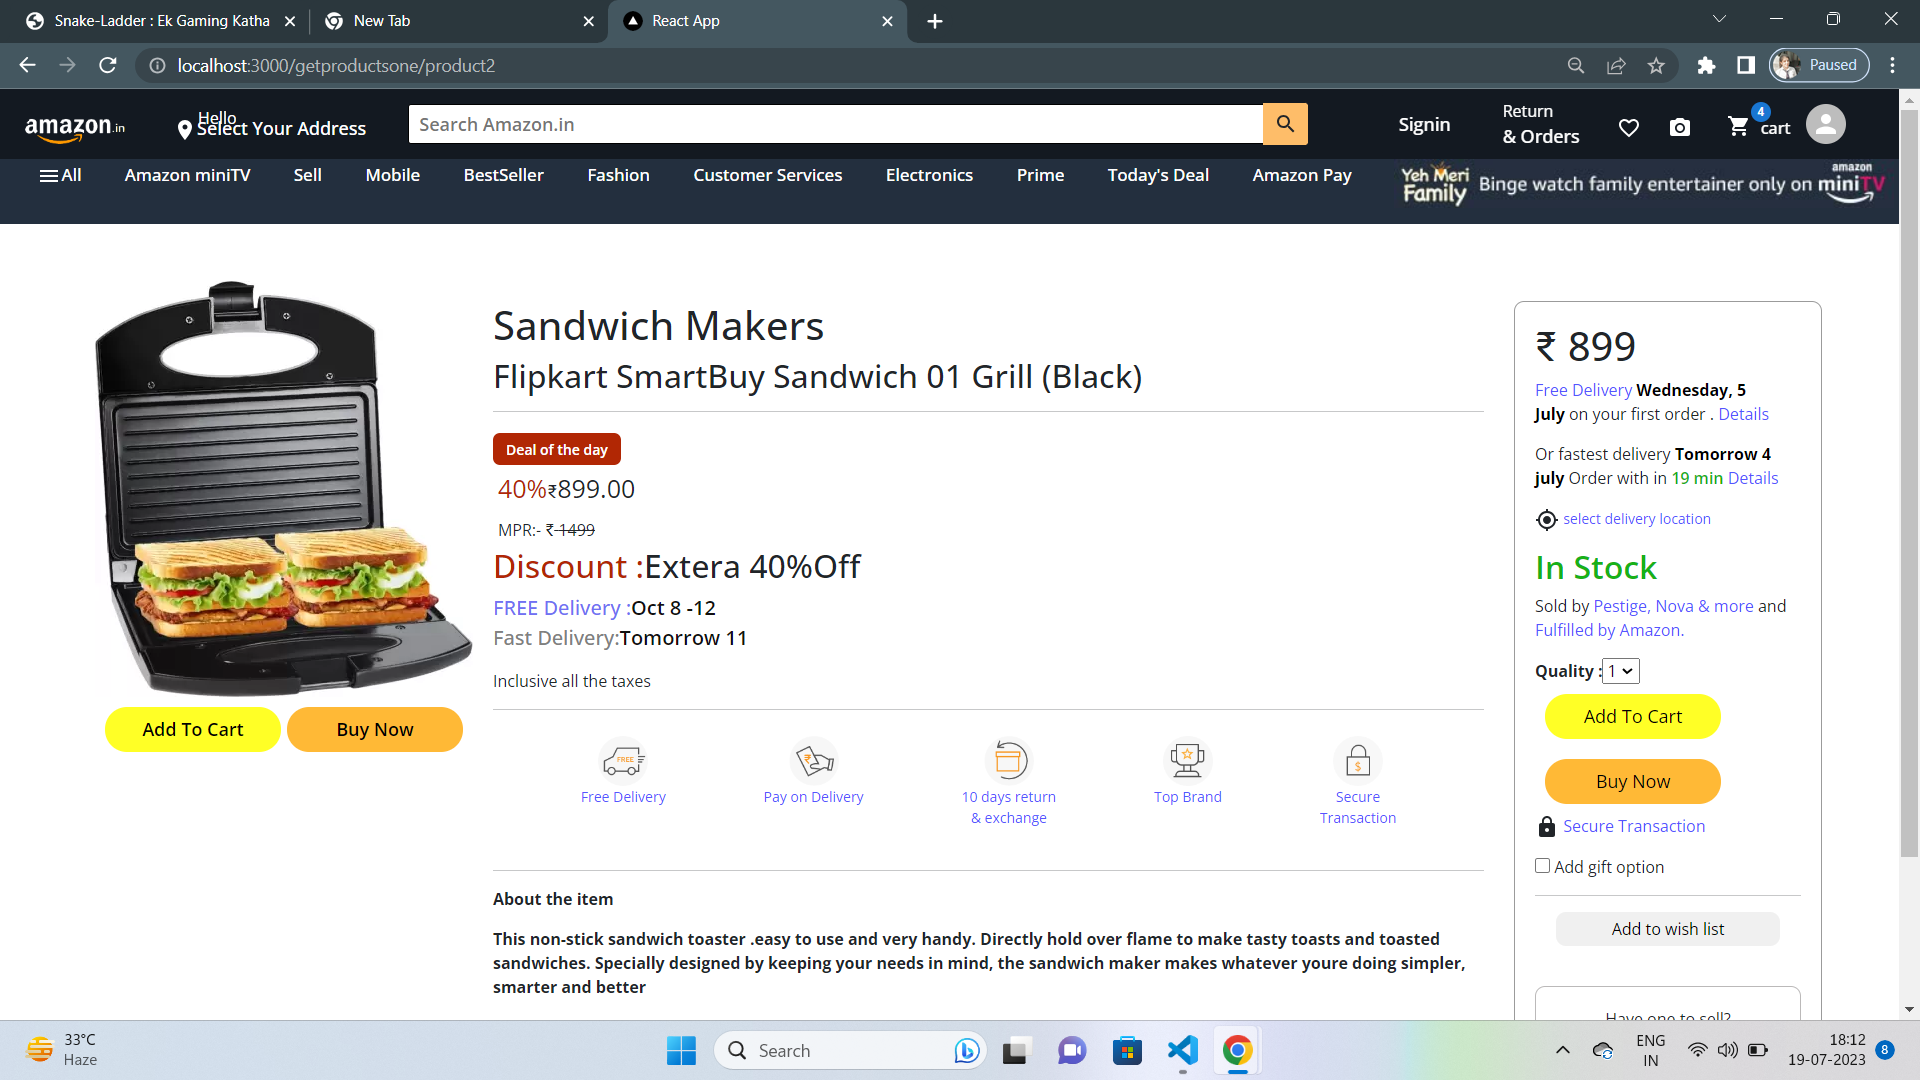 Snake-Ladder : Ek Gaming Katha
New Tab
React App
localhost:3000/getproductsone/product2
Paused
amazon.in
Hello
Select Your Address
Search Amazon.in
Signin
Return
& Orders
4
cart
All
Amazon miniTV
Sell
Mobile
BestSeller
Fashion
Customer Services
Electronics
Prime
Today's Deal
Amazon Pay
Yeh Meri
Family
Binge watch family entertainer only on
amazon
miniTV
Sandwich Makers
Flipkart SmartBuy Sandwich 01 Grill (Black)
Deal of the day
40%₹899.00
MPR:- ₹ 1499
Discount :Extera 40%Off
FREE Delivery :Oct 8 -12
Fast Delivery:Tomorrow 11
Inclusive all the taxes
Add To Cart
Buy Now
FREE
Free Delivery
₹
Pay on Delivery
10 days return
& exchange
Top Brand
$
Secure
Transaction
About the item
This non-stick sandwich toaster .easy to use and very handy. Directly hold over flame to make tasty toasts and toasted
sandwiches. Specially designed by keeping your needs in mind, the sandwich maker makes whatever youre doing simpler,
smarter and better
₹ 899
Free Delivery Wednesday, 5
July on your first order . Details
Or fastest delivery Tomorrow 4
july Order with in 19 min Details
select delivery location
In Stock
Sold by Pestige, Nova & more and
Fulfilled by Amazon.
Quality : 1
Add To Cart
Buy Now
Secure Transaction
Add gift option
Add to wish list
Have one to sell?
33°C
Haze
Search
ENG
IN
18:12
19-07-2023
8